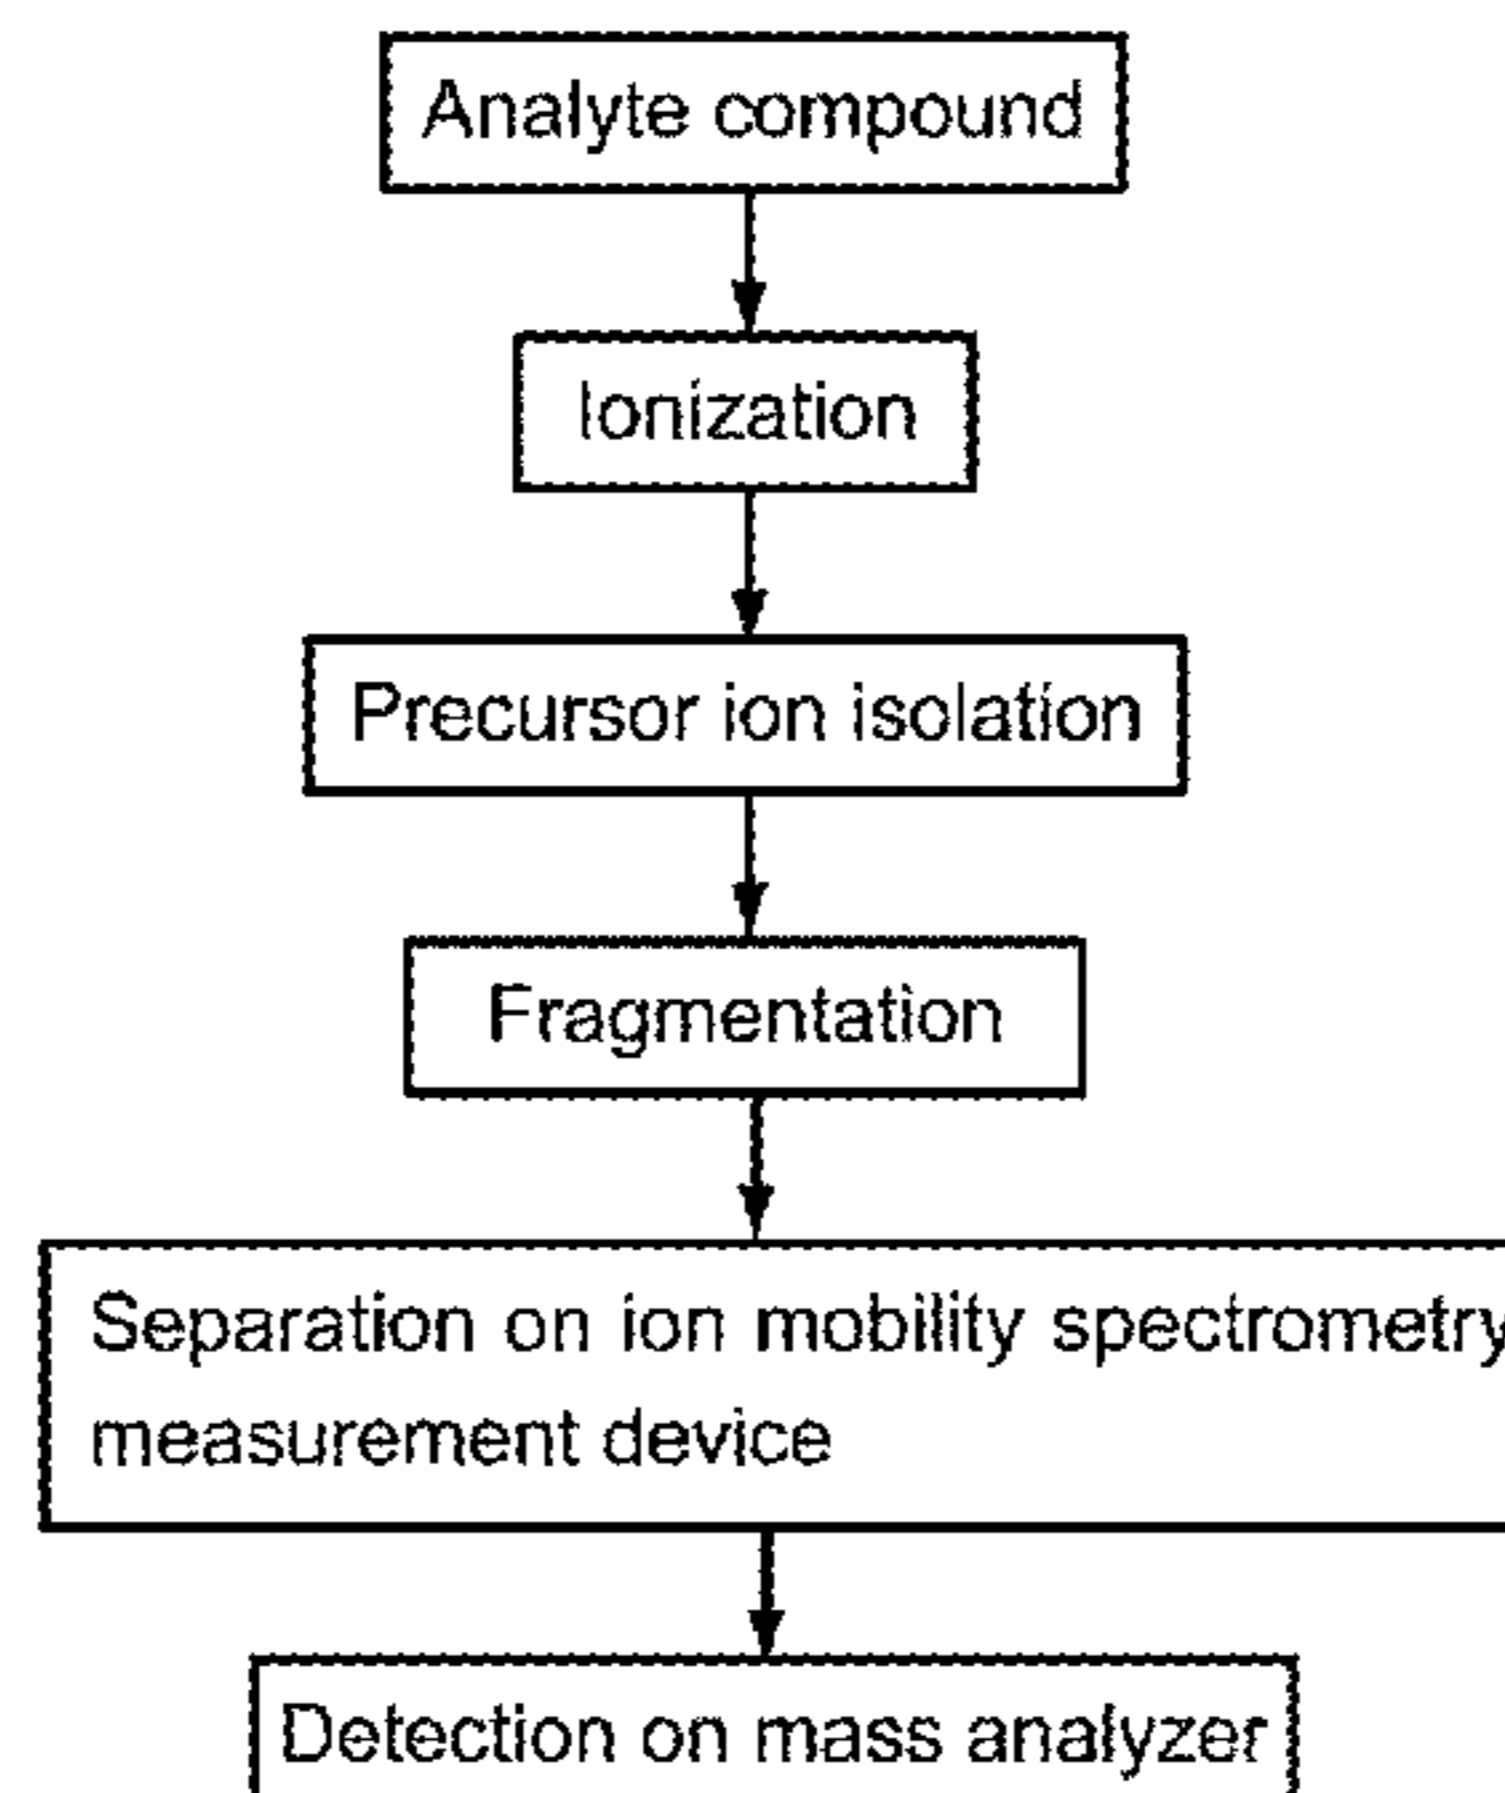 Analyte compound
Ionization
Precursor ion isolation
Fragmentation
Separation on ion mobility spectrometry
measurement device
Detection on mass analyzer